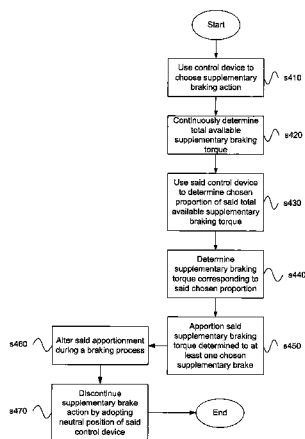 Start
Use control device to
choose supplementary
braking action
s410
Continuously determine
total available
supplementary braking
torque
s420
Use said control device
to determine chosen
proportion of said total
available supplementary
braking torque
s430
Determine
supplementary braking
torque corresponding to
said chosen proportion
s440
Apportion said
supplementary braking
torque determined to at
least one chosen
supplementary brake
s450
s460
Alter said apportionment
during a braking process
s470
Discontinue
supplementary brake
action by adopting
neutral position of said
control device
End